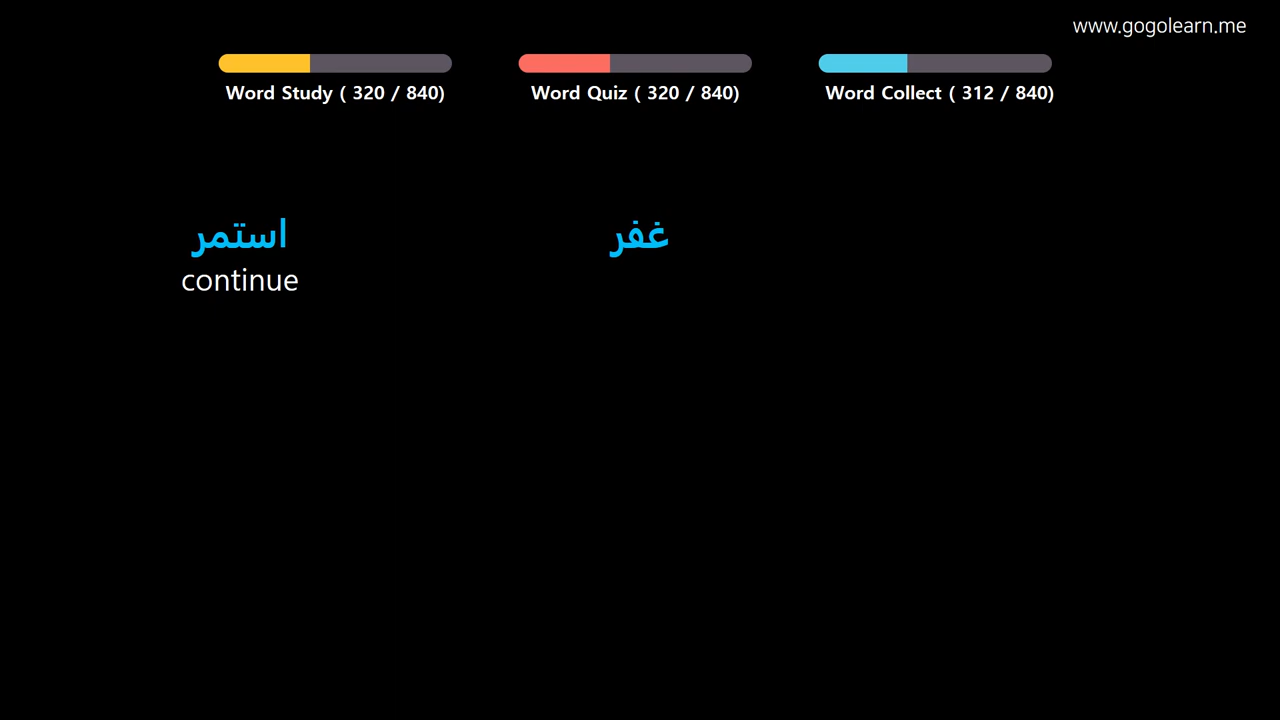 www.gogolearn.me
Word Study ( 320 / 840)
Word Quiz ( 320 / 840)
Word Collect ( 312 / 840)
استمر
continue
غفر